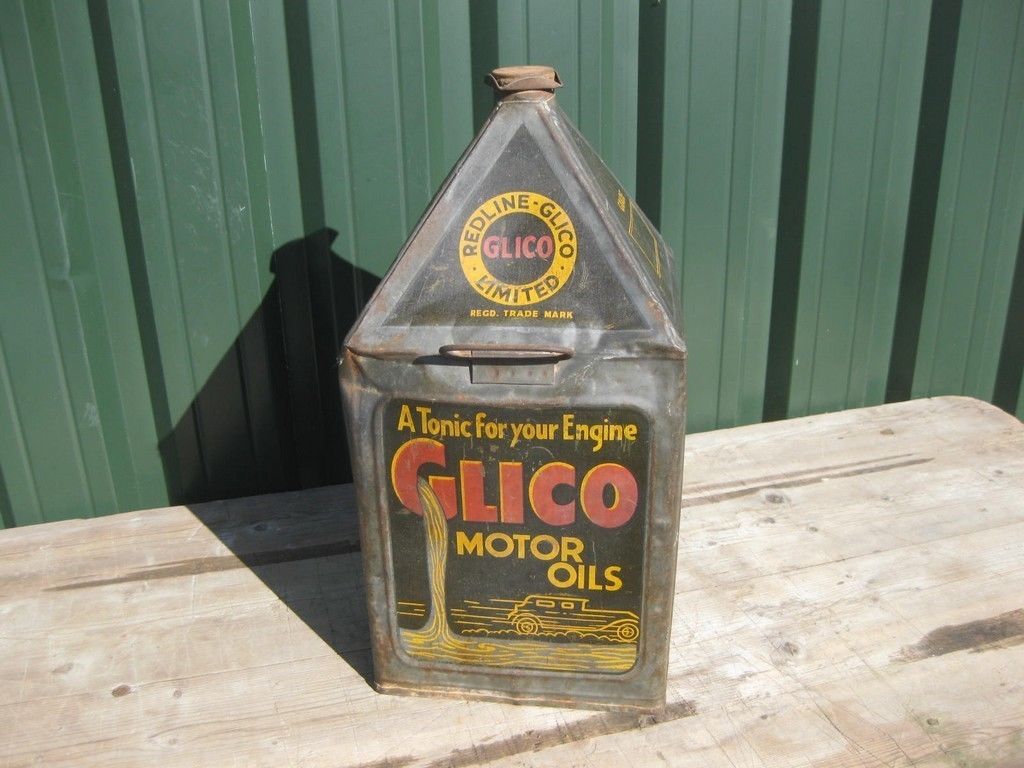 REDLINE-GLICO
GLICO
LIMITED
REGD. TRADE MARK
A Tonic for your Engine
GLICO
MOTOR
OILS